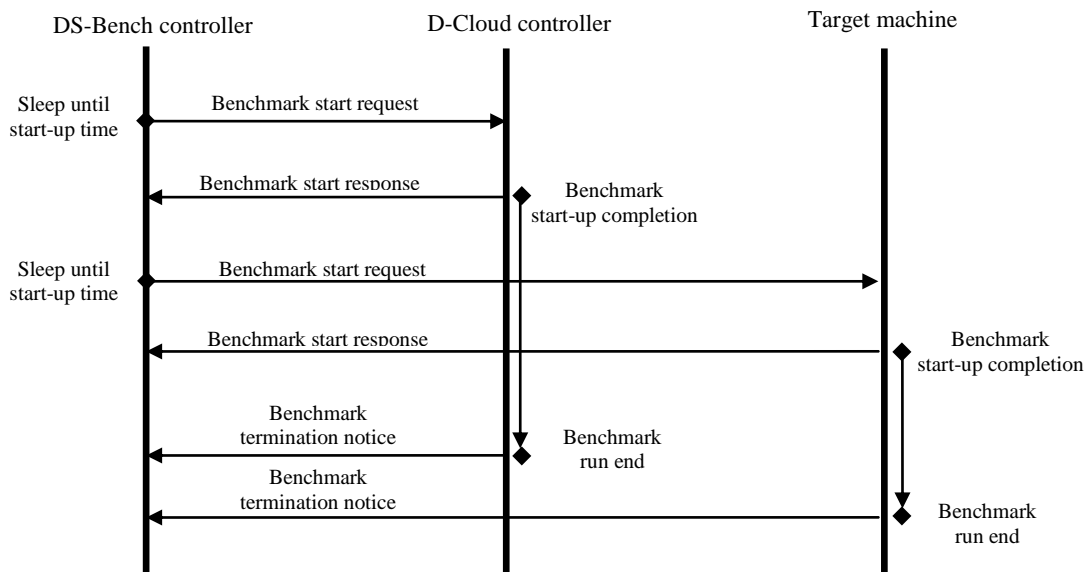 DS-Bench controller
D-Cloud controller
Target machine
Sleep until
start-up time
Benchmark start request
Benchmark start response
Benchmark
start-up completion
Sleep until
start-up time
Benchmark start request
Benchmark start response
Benchmark
start-up completion
Benchmark
termination notice
Benchmark
run end
Benchmark
termination notice
Benchmark
run end